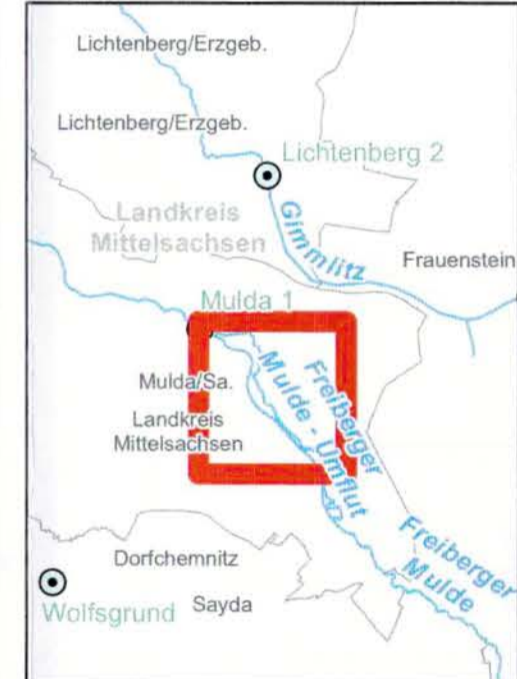 Lichtenberg/Erzgeb.
Lichtenberg/Erzgeb.
Lichtenberg 2
Landkreis
Mittelsachsen
Gimmlitz
Frauenstein
Mulda 1
Mulda/Sa.
Landkreis
Mittelsachsen
Freiberger
Mulde - Umflut
Freiberger
Mulde
Dorfchemnitz
Wolfsgrund
Sayda